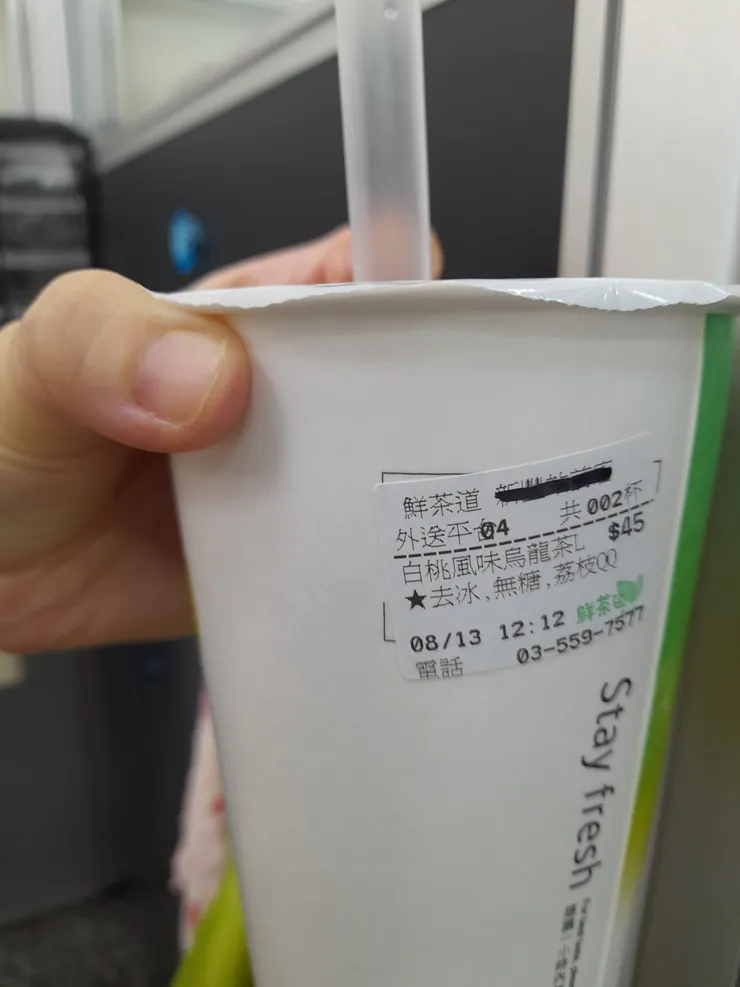 鮮茶道
外送平台04 共002杯
白桃風味烏龍茶L $45
★去冰,無糖,荔枝QQ
08/13 12:12 鮮茶道
電話 03-559-7577
Stay fresh